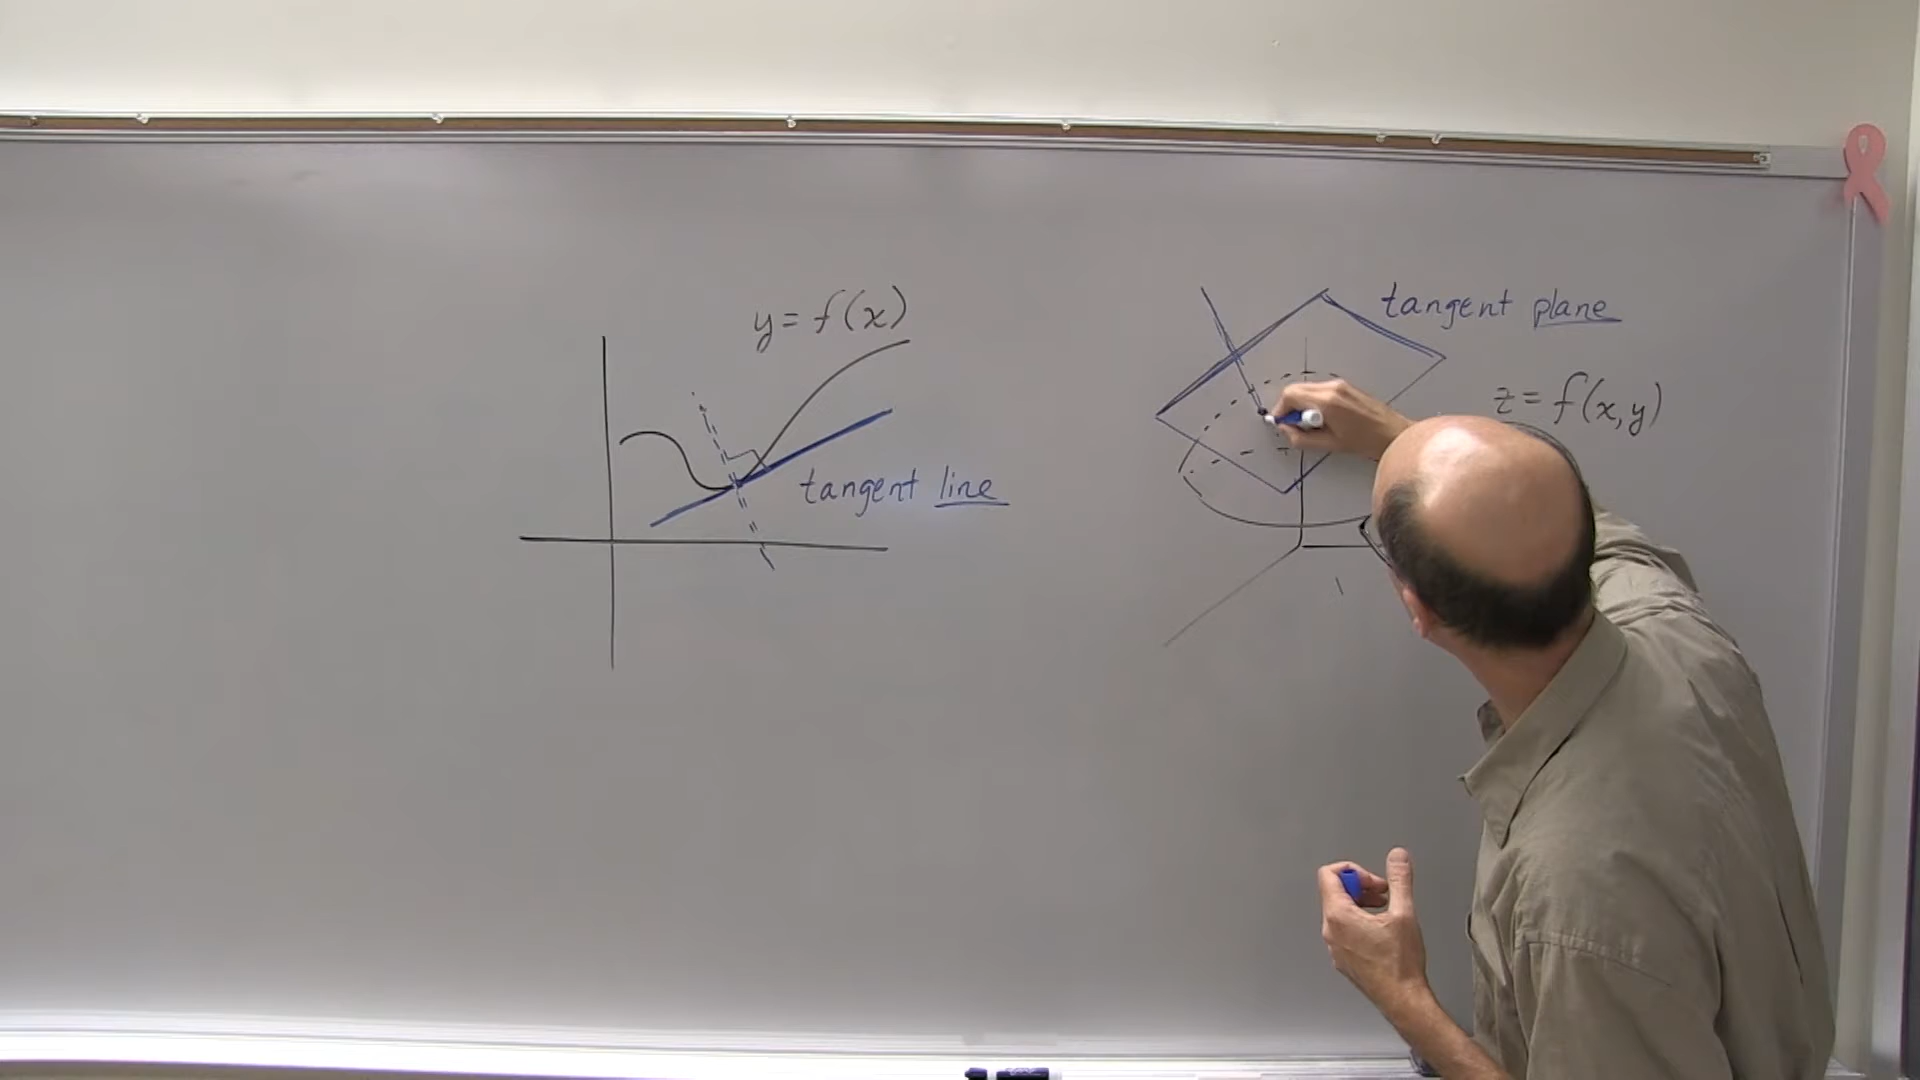 y = f(x)
tangent line
tangent plane
z = f(x,y)